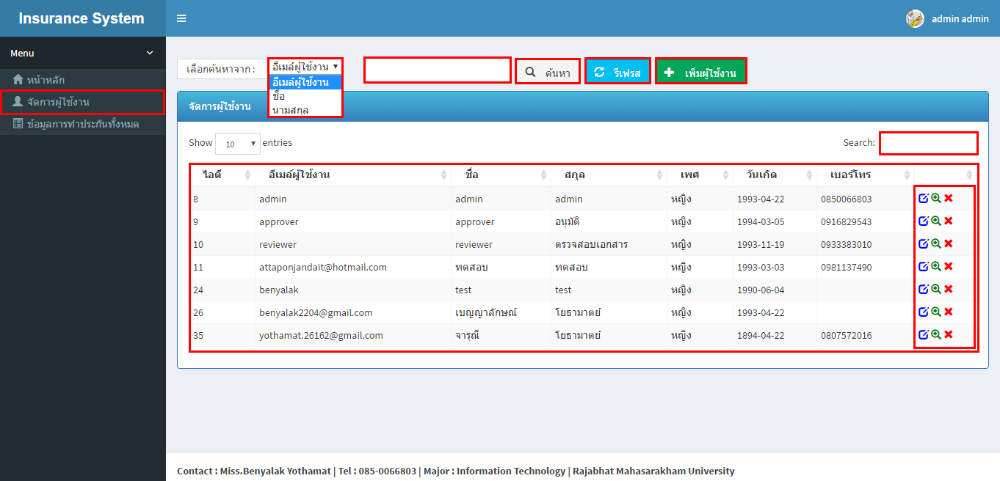 Insurance System
admin admin
Menu
หน้าหลัก
จัดการผู้ใช้งาน
ข้อมูลการทำประกันทั้งหมด
เลือกค้นหาจาก : อีเมล์ผู้ใช้งาน ค้นหา รีเฟรส เพิ่มผู้ใช้งาน
อีเมล์ผู้ใช้งาน
ชื่อ
นามสกุล
จัดการผู้ใช้งาน
Show 10 entries Search:
ไอดี อีเมล์ผู้ใช้งาน ชื่อ สกุล เพศ วันเกิด เบอร์โทร
8 admin admin admin หญิง 1993-04-22 0850066803
9 approver approver อนุมัติ หญิง 1994-03-05 0916829543
10 reviewer reviewer ตรวจสอบเอกสาร หญิง 1993-11-19 0933383010
11 attaponjandait@hotmail.com ทดสอบ ทดสอบ หญิง 1993-03-03 0981137490
24 benyalak test test หญิง 1990-06-04
26 benyalak2204@gmail.com เบญญาลักษณ์ โยธามาตย์ หญิง 1993-04-22
35 yothamat.26162@gmail.com จารุณี โยธามาตย์ หญิง 1894-04-22 0807572016
Contact : Miss.Benyalak Yothamat | Tel : 085-0066803 | Major : Information Technology | Rajabhat Mahasarakham University